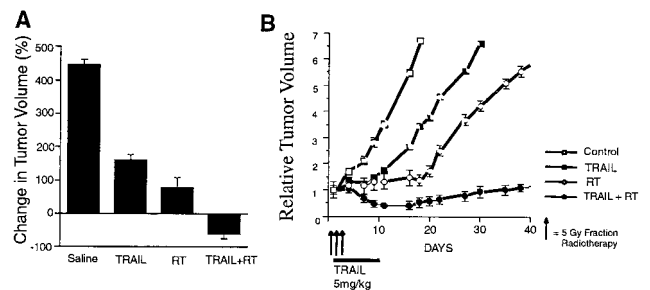 A
Change in Tumor Volume (%)
500
400
300
200
100
0
-100
Saline TRAIL RT TRAIL+RT
B
Relative Tumor Volume
7
6
5
4
3
2
1
0
0 10 20 30 40
DAYS
Control
TRAIL
RT
TRAIL + RT
= 5 Gy Fraction
Radiotherapy
TRAIL
5mg/kg